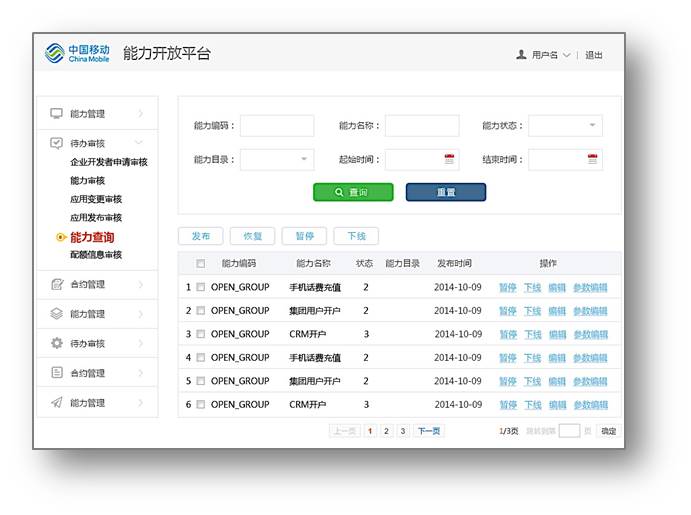 中国移动 China Mobile 能力开放平台 用户名 | 退出
能力管理
待办审核
企业开发者申请审核
能力审核
应用变更审核
应用发布审核
能力查询
配额信息审核
合约管理
能力管理
待办审核
合约管理
能力管理
能力编码： 能力名称： 能力状态：
能力目录： 起始时间： 结束时间：
查询 重置
发布 恢复 暂停 下线
能力编码 能力名称 状态 能力目录 发布时间 操作
1 OPEN_GROUP 手机话费充值 2 2014-10-09 暂停 下线 编辑 参数编辑
2 OPEN_GROUP 集团用户开户 2 2014-10-09 暂停 下线 编辑 参数编辑
3 OPEN_GROUP CRM开户 3 2014-10-09 暂停 下线 编辑 参数编辑
4 OPEN_GROUP 手机话费充值 2 2014-10-09 暂停 下线 编辑 参数编辑
5 OPEN_GROUP 集团用户开户 2 2014-10-09 暂停 下线 编辑 参数编辑
6 OPEN_GROUP CRM开户 3 2014-10-09 暂停 下线 编辑 参数编辑
上一页 1 2 3 下一页 1/3页 跳转到第 页 确定